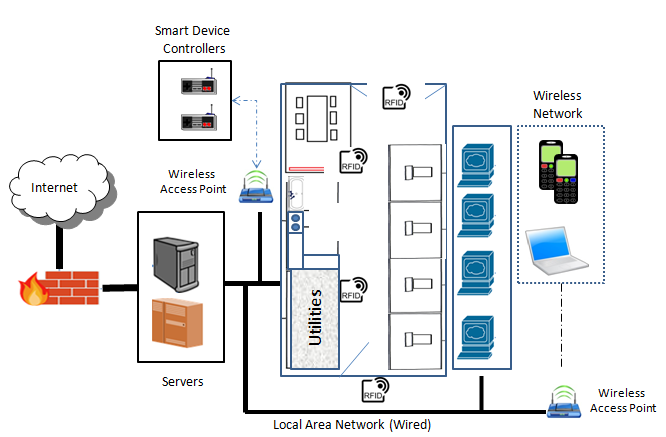 Smart Device
Controllers
RFID
Wireless
Network
RFID
Wireless
Access Point
Internet
RFID
Utilities
Servers
RFID
Wireless
Access Point
Local Area Network (Wired)